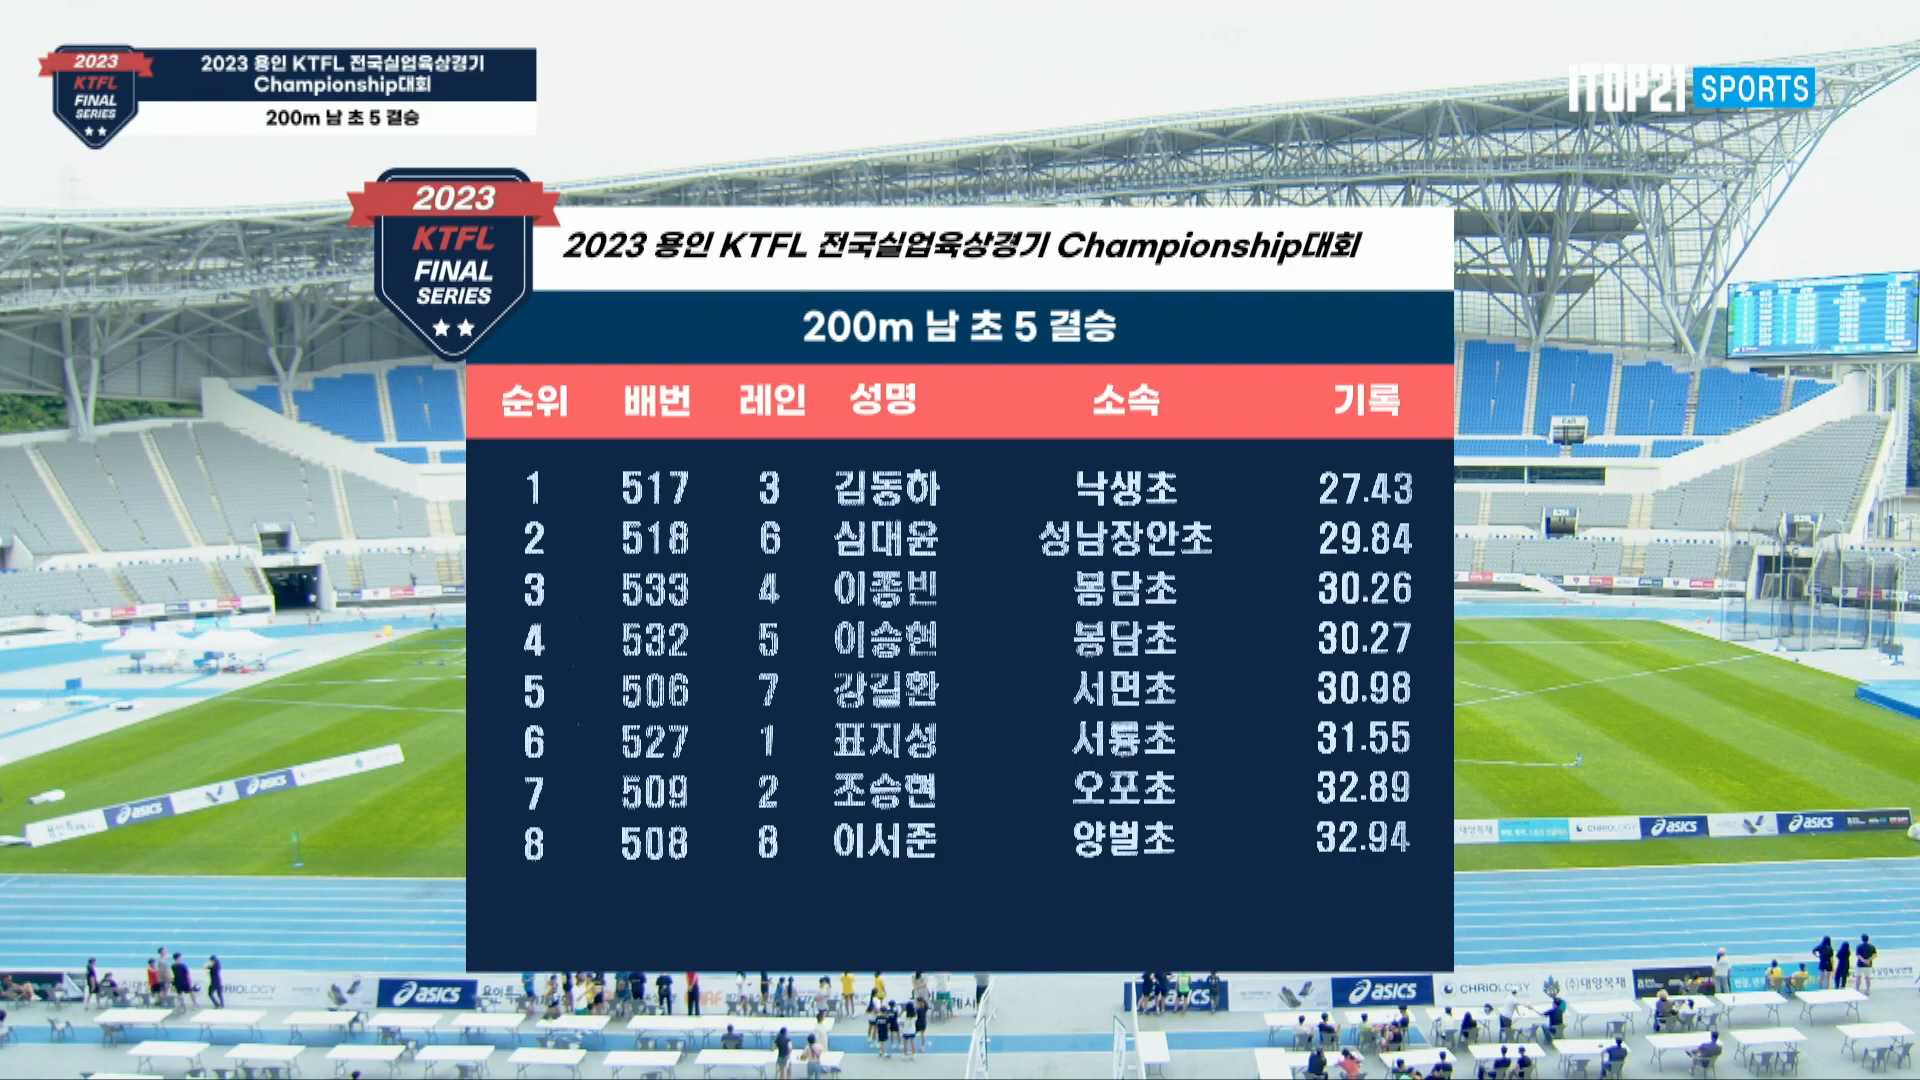 2023
KTFL
FINAL
SERIES
2023 용인 KTFL 전국실업육상경기
Championship대회
200m 남 초 5 결승
1TOP21 SPORTS
2023
KTFL
FINAL
SERIES
2023 용인 KTFL 전국실업육상경기 Championship대회
200m 남 초 5 결승
순위 배번 레인 성명 소속 기록
1 517 3 김동하 낙생초 27.43
2 518 6 심대윤 성남장안초 29.84
3 533 4 이종빈 봉담초 30.26
4 532 5 이승현 봉담초 30.27
5 506 7 강길환 서면초 30.98
6 527 1 표지성 서룡초 31.55
7 509 2 조승현 오포초 32.89
8 508 8 이서준 양벌초 32.94
asics
asics
asics
asics
CHRIOLOGY
asics
asics
asics
CHRIOLOGY
(주)대양목재